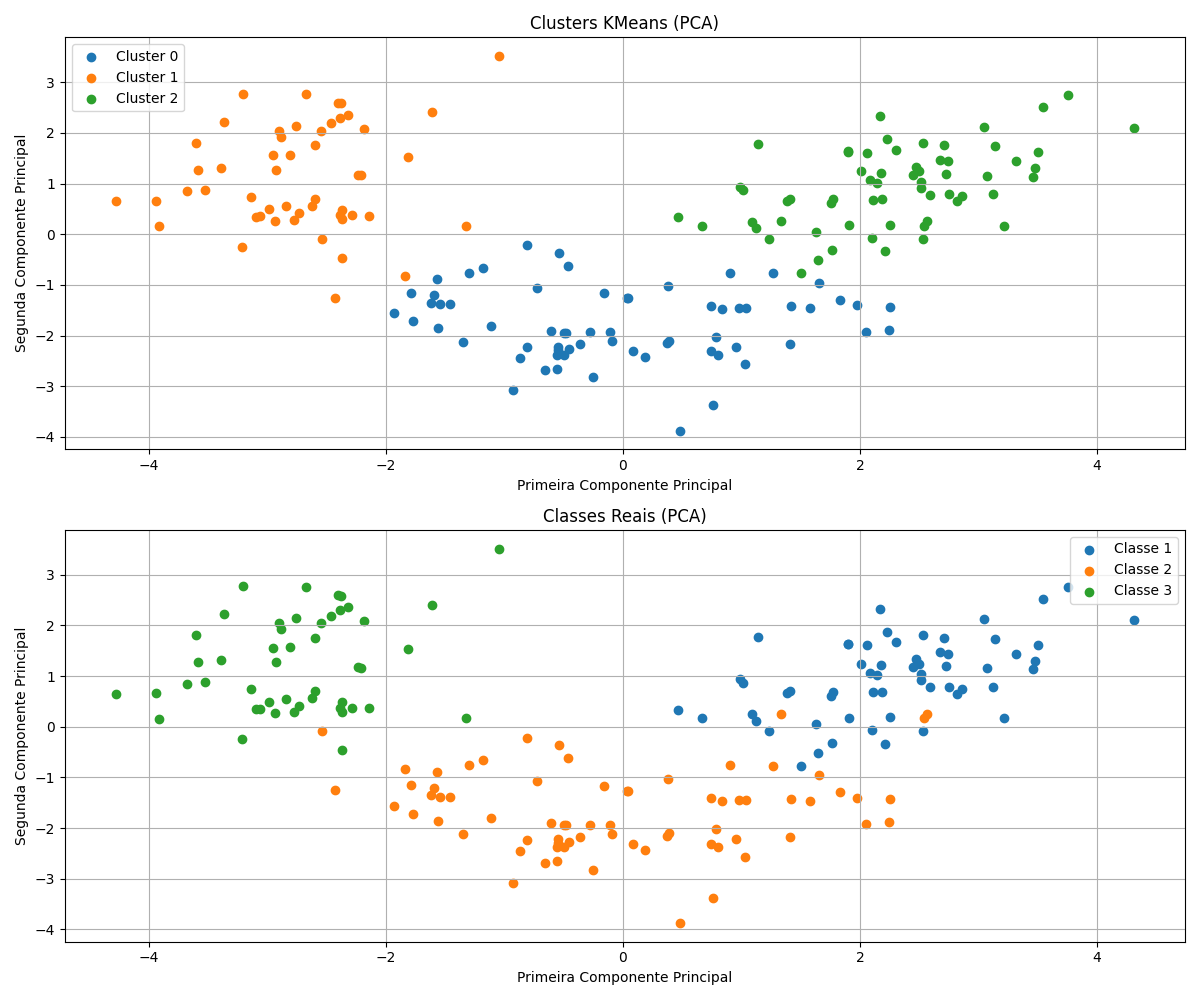 Clusters KMeans (PCA)
Cluster 0
Cluster 1
Cluster 2
Segunda Componente Principal
3
2
1
0
−1
−2
−3
−4
−4
−2
0
2
4
Primeira Componente Principal
Classes Reais (PCA)
Classe 1
Classe 2
Classe 3
Segunda Componente Principal
3
2
1
0
−1
−2
−3
−4
−4
−2
0
2
4
Primeira Componente Principal